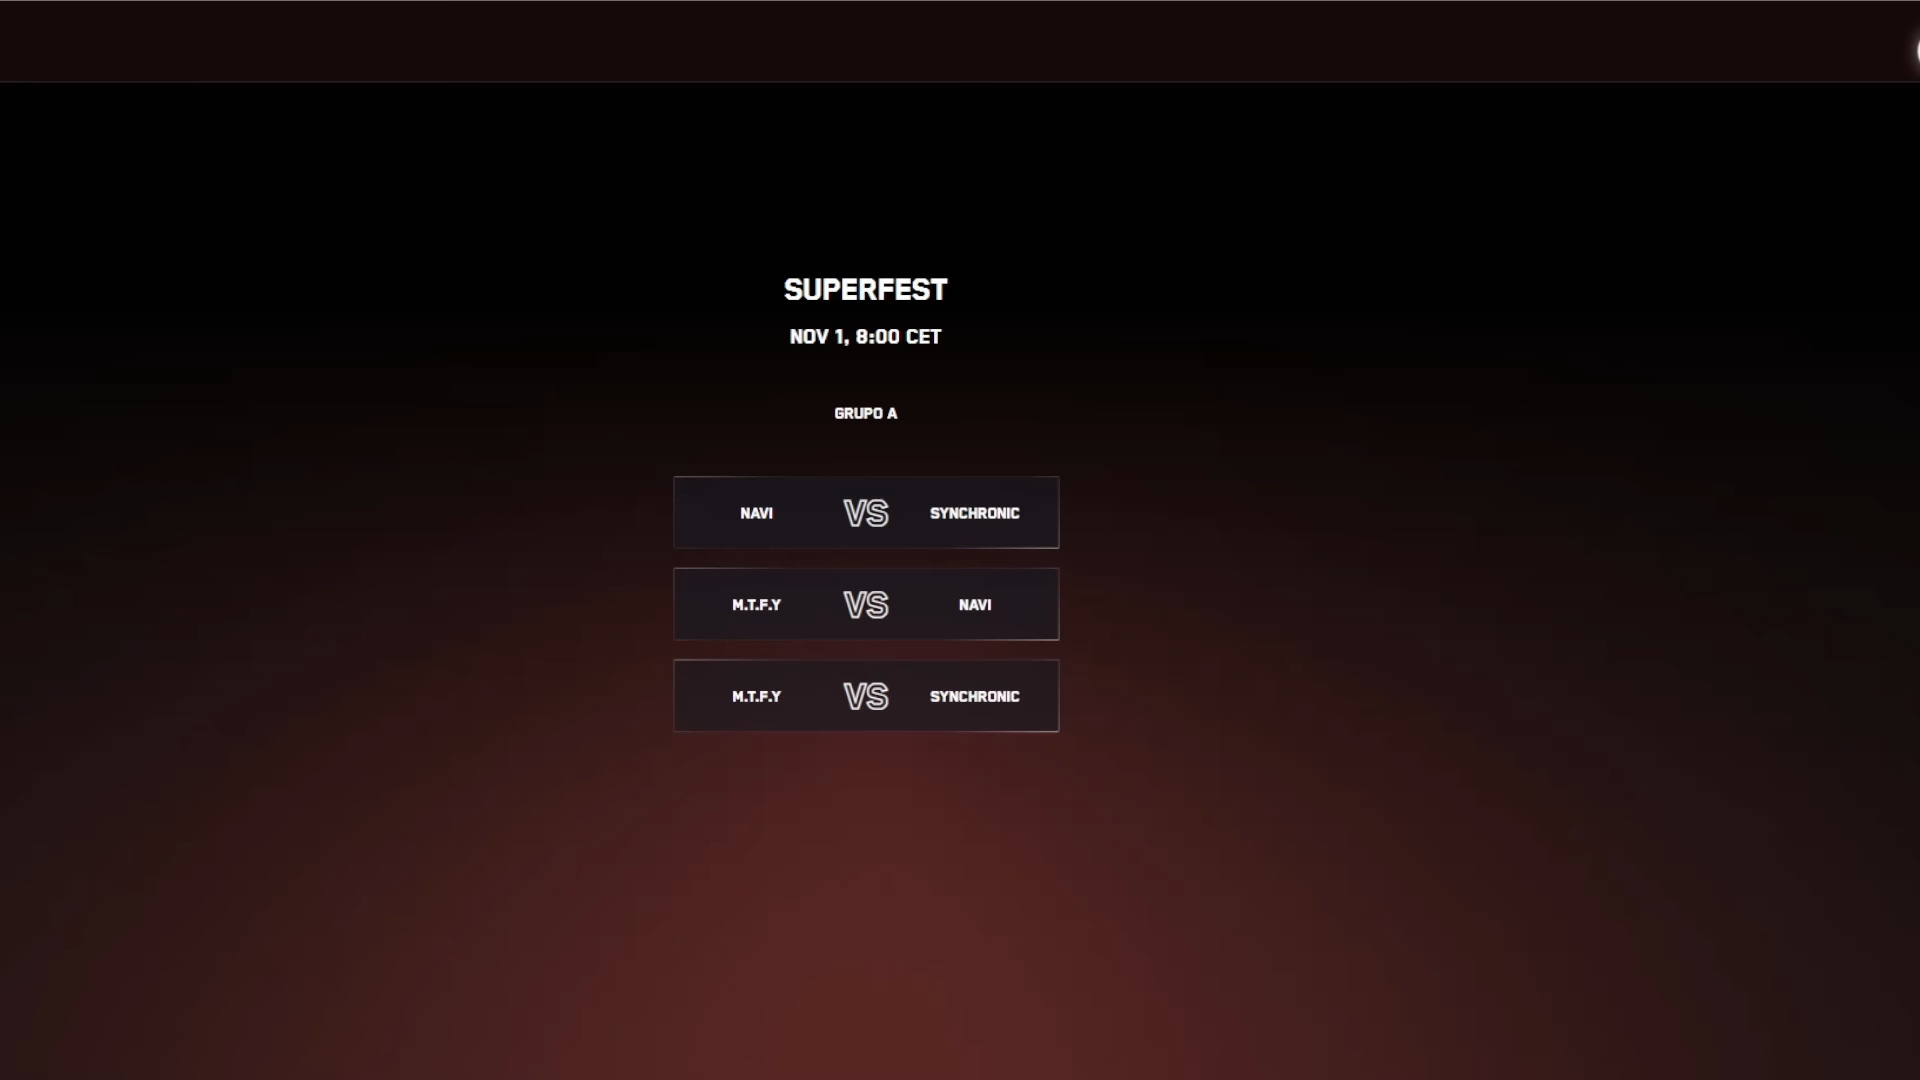 SUPERFEST
NOV 1, 8:00 CET
GRUPO A
NAVI VS SYNCHRONIC
M.T.F.Y VS NAVI
M.T.F.Y VS SYNCHRONIC